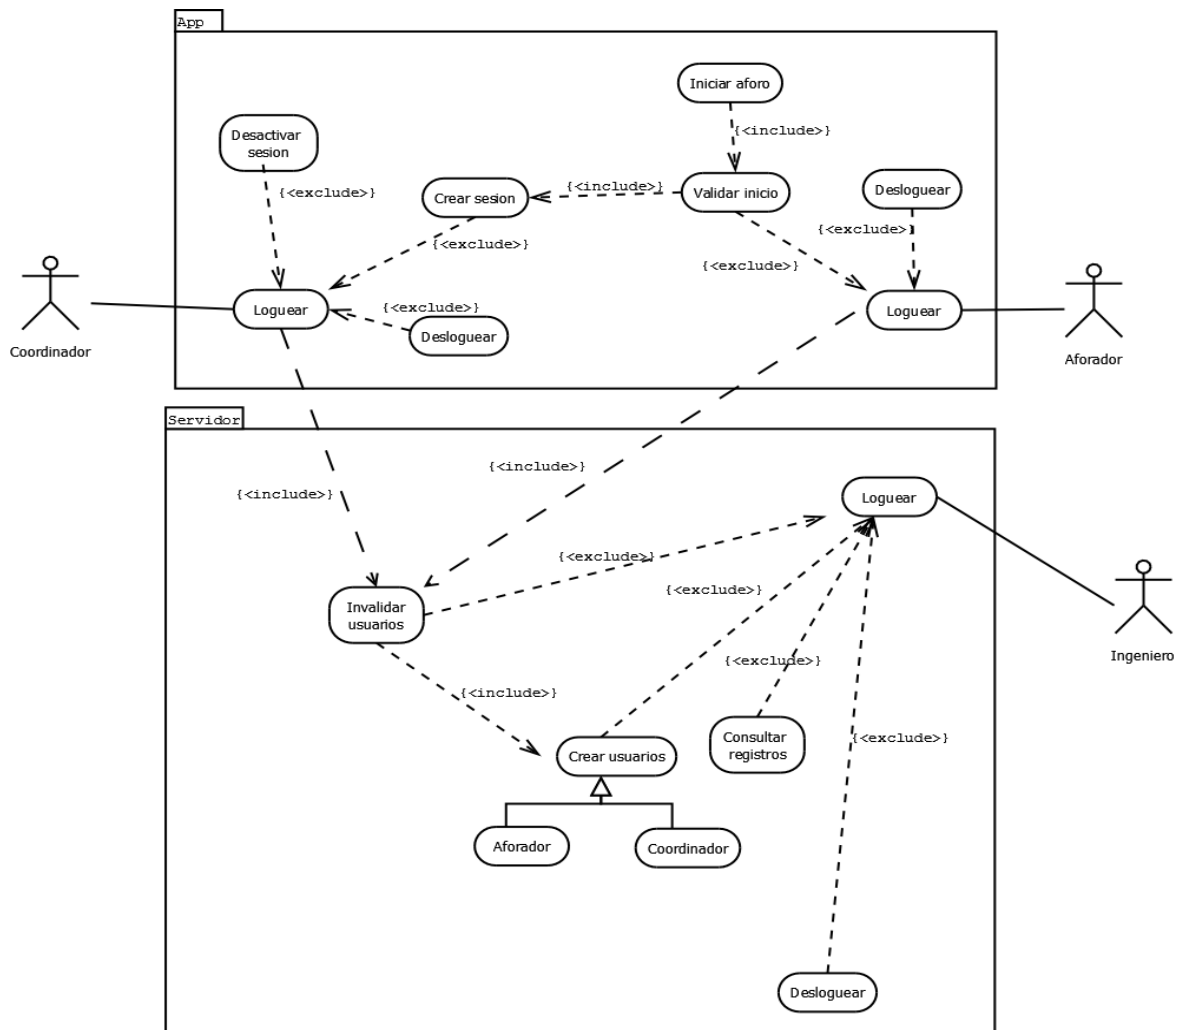 App
Iniciar aforo
{<include>}
Desactivar
sesion
{<exclude>}
Crear sesion
{<include>}
Validar inicio
Desloguear
{<exclude>}
{<exclude>}
{<exclude>}
Coordinador
Loguear
{<exclude>}
Desloguear
Loguear
Aforador
Servidor
{<include>}
{<include>}
Loguear
{<exclude>}
{<exclude>}
Invalidar
usuarios
Ingeniero
{<exclude>}
{<include>}
Crear usuarios
Consultar
registros
{<exclude>}
Aforador
Coordinador
Desloguear